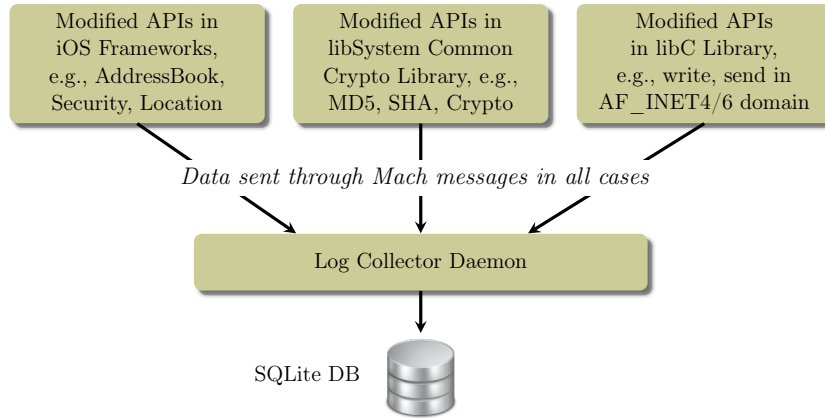 Modified APIs in
iOS Frameworks,
e.g., AddressBook,
Security, Location
Modified APIs in
libSystem Common
Crypto Library, e.g.,
MD5, SHA, Crypto
Modified APIs
in libC Library,
e.g., write, send in
AF_INET4/6 domain
Data sent through Mach messages in all cases
Log Collector Daemon
SQLite DB